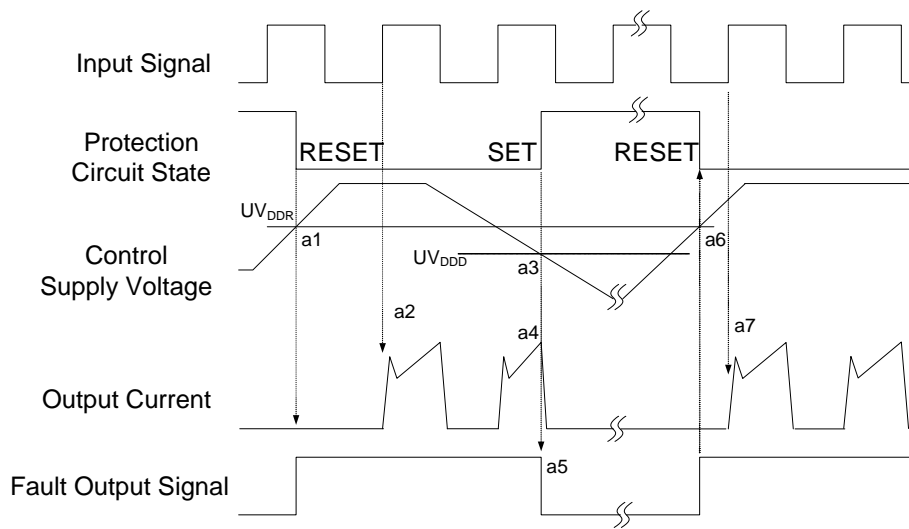 Input Signal
Protection
Circuit State
RESET
SET
RESET
UVDDR
a1
a6
Control
Supply Voltage
UVDDD
a3
a2
a4
a7
Output Current
a5
Fault Output Signal